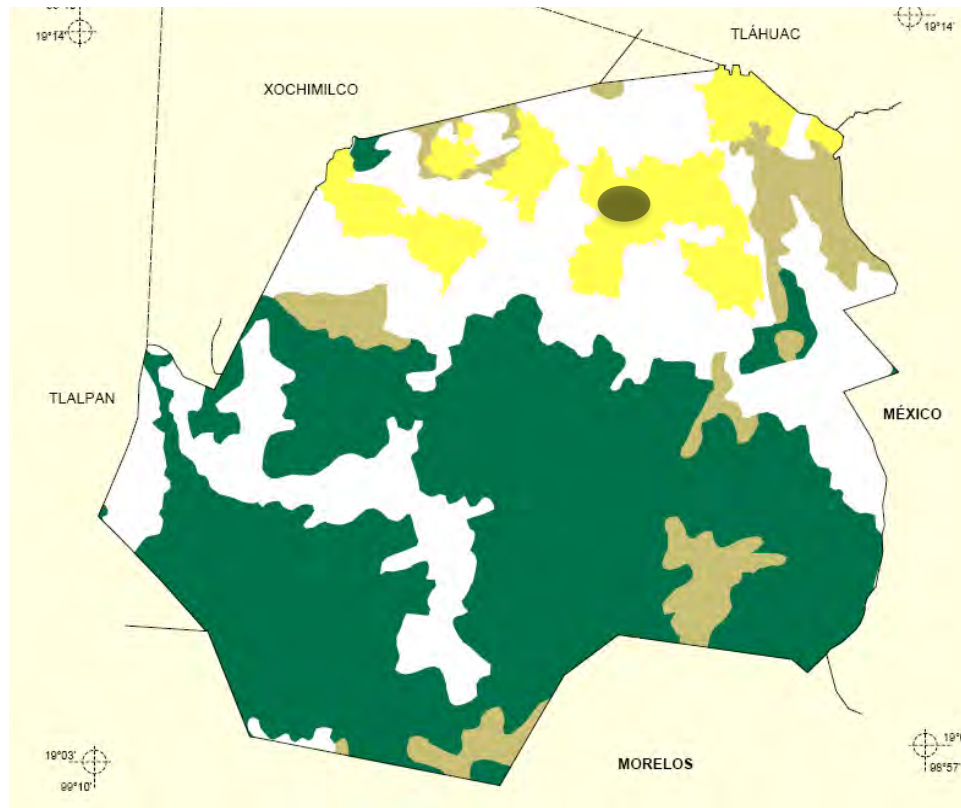 19°14'
TLÁHUAC
19°14'
XOCHIMILCO
TLALPAN
MÉXICO
19°03'
99°10'
MORELOS
98°57'